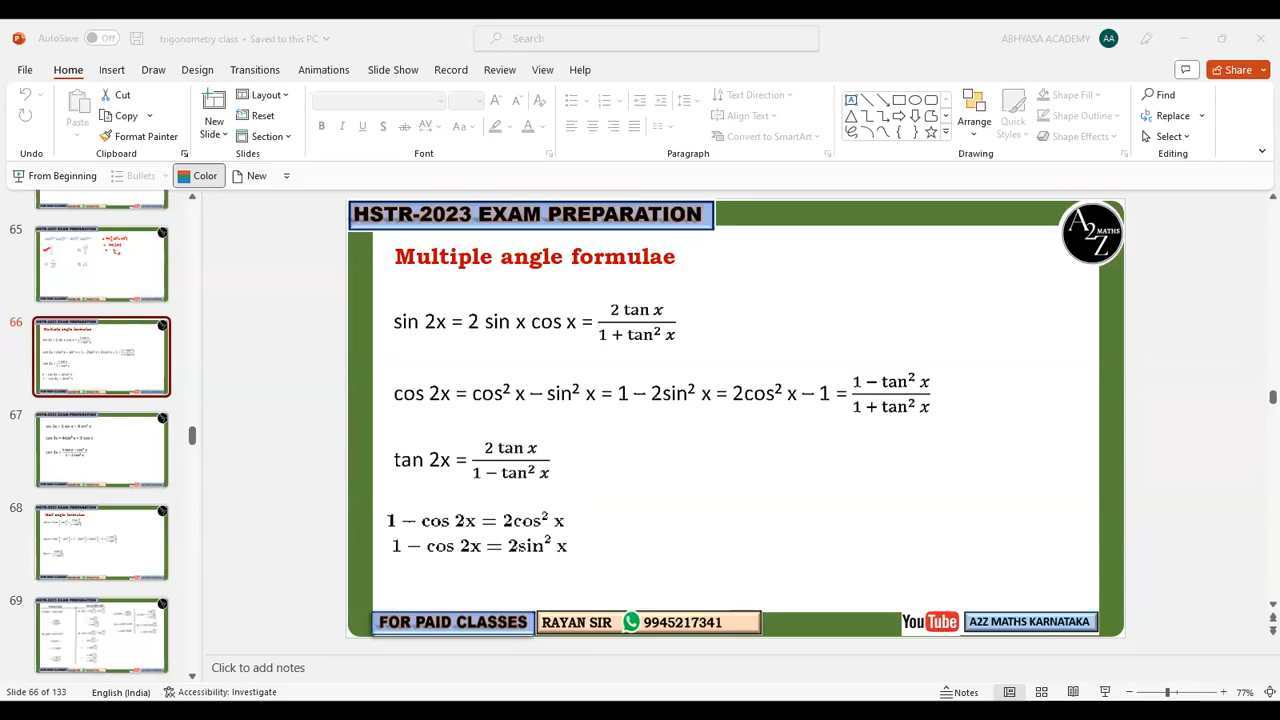 AutoSave Off trigonometry class • Saved to this PC Search ABHYASA ACADEMY AA
File Home Insert Draw Design Transitions Animations Slide Show Record Review View Help Share
Paste Cut Copy Format Painter New Slide Layout Reset Section Text Direction Align Text Convert to SmartArt Arrange Quick Styles Shape Fill Shape Outline Shape Effects Find Replace Select
Undo Clipboard Slides Font Paragraph Drawing Editing
From Beginning Bullets Color New
65
66
67
68
69
HSTR-2023 EXAM PREPARATION
A2Z MATHS
Multiple angle formulae
sin 2x = 2 sin x cos x = 2 tan x / 1 + tan² x
cos 2x = cos² x – sin² x = 1 – 2sin² x = 2cos² x – 1 = 1 – tan² x / 1 + tan² x
tan 2x = 2 tan x / 1 – tan² x
1 − cos 2x = 2cos² x
1 − cos 2x = 2sin² x
FOR PAID CLASSES RAYAN SIR 9945217341 YouTube A2Z MATHS KARNATAKA
Click to add notes
Slide 66 of 133 English (India) Accessibility: Investigate Notes 77%